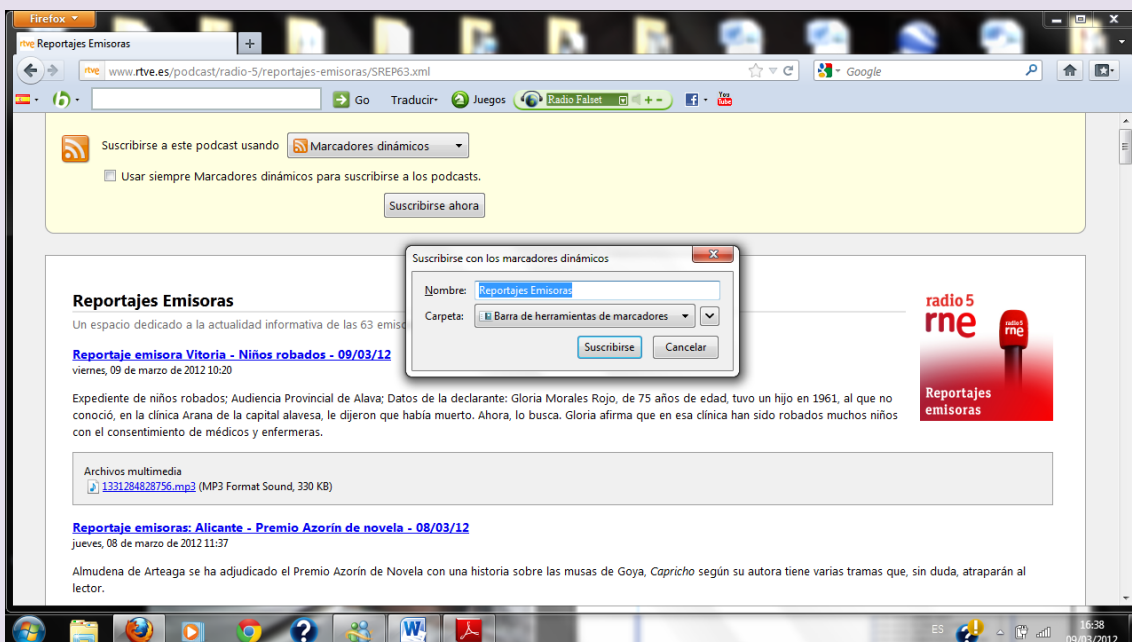 Firefox
rtve Reportajes Emisoras
+
rtve www.rtve.es/podcast/radio-5/reportajes-emisoras/SREP63.xml
Google
Go Traducir Juegos Radio Falset You Tube
Suscribirse a este podcast usando Marcadores dinámicos
Usar siempre Marcadores dinámicos para suscribirse a los podcasts.
Suscribirse ahora
Suscribirse con los marcadores dinámicos
Nombre: Reportajes Emisoras
Carpeta: Barra de herramientas de marcadores
Suscribirse Cancelar
Reportajes Emisoras
Un espacio dedicado a la actualidad informativa de las 63
Reportaje emisora Vitoria - Niños robados - 09/03/12
viernes, 09 de marzo de 2012 10:20
radio 5
rne
radio 5
rne
Reportajes
emisoras
Expediente de niños robados; Audiencia Provincial de Alava; Datos de la declarante: Gloria Morales Rojo, de 75 años de edad, tuvo un hijo en 1961, al que no
conoció, en la clínica Arana de la capital alavesa, le dijeron que había muerto. Ahora, lo busca. Gloria afirma que en esa clínica han sido robados muchos niños
con el consentimiento de médicos y enfermeras.
Archivos multimedia
1331284828756.mp3 (MP3 Format Sound, 330 KB)
Reportaje emisoras: Alicante - Premio Azorín de novela - 08/03/12
jueves, 08 de marzo de 2012 11:37
Almudena de Arteaga se ha adjudicado el Premio Azorín de Novela con una historia sobre las musas de Goya, Capricho según su autora tiene varias tramas que, sin duda, atraparán al
lector.
ES
16:38
09/03/2012